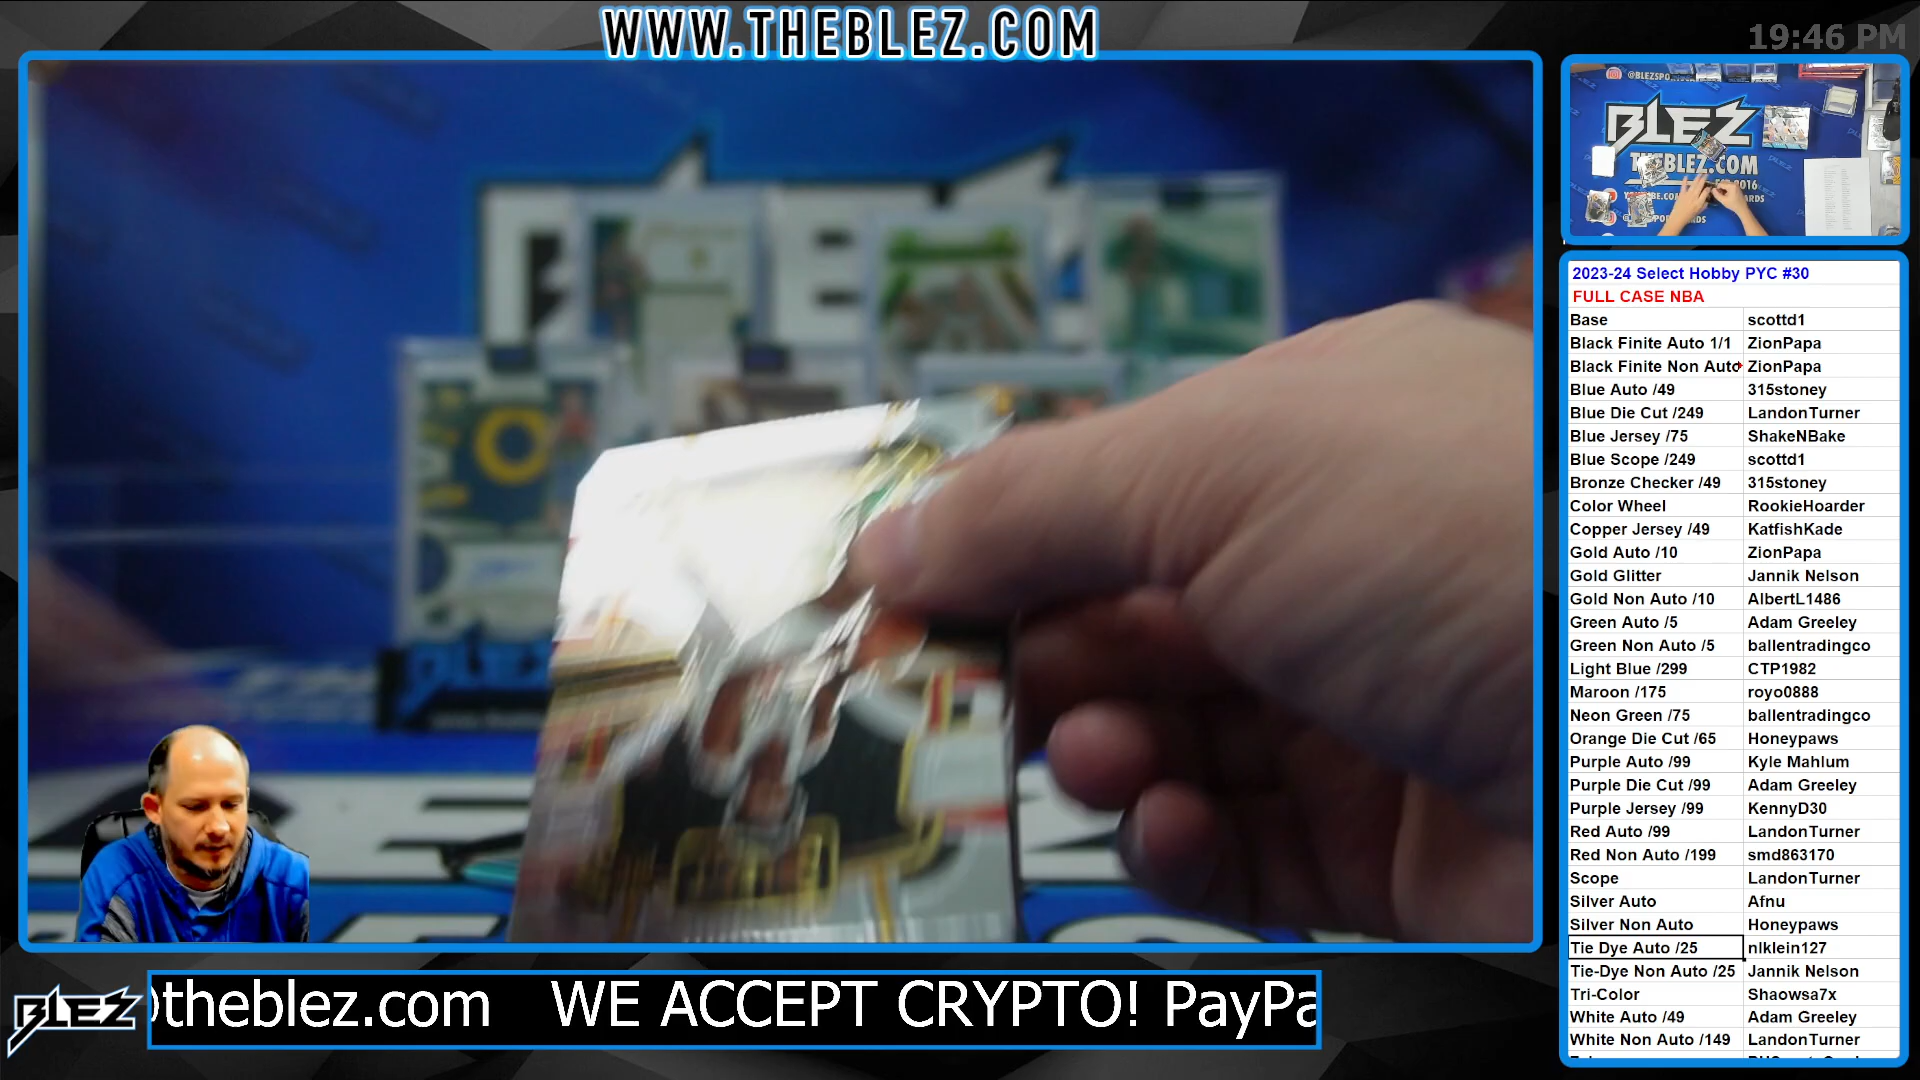 WWW.THEBLEZ.COM
19:46 PM
BLEZ
THEBLEZ.COM
2023-24 Select Hobby PYC #30
FULL CASE NBA
Base scottd1
Black Finite Auto 1/1 ZionPapa
Black Finite Non Auto ZionPapa
Blue Auto /49 315stoney
Blue Die Cut /249 LandonTurner
Blue Jersey /75 ShakeNBake
Blue Scope /249 scottd1
Bronze Checker /49 315stoney
Color Wheel RookieHoarder
Copper Jersey /49 KatfishKade
Gold Auto /10 ZionPapa
Gold Glitter Jannik Nelson
Gold Non Auto /10 AlbertL1486
Green Auto /5 Adam Greeley
Green Non Auto /5 ballentradingco
Light Blue /299 CTP1982
Maroon /175 royo0888
Neon Green /75 ballentradingco
Orange Die Cut /65 Honeypaws
Purple Auto /99 Kyle Mahlum
Purple Die Cut /99 Adam Greeley
Purple Jersey /99 KennyD30
Red Auto /99 LandonTurner
Red Non Auto /199 smd863170
Scope LandonTurner
Silver Auto Afnu
Silver Non Auto Honeypaws
Tie Dye Auto /25 nlklein127
Tie-Dye Non Auto /25 Jannik Nelson
Tri-Color Shaowsa7x
White Auto /49 Adam Greeley
White Non Auto /149 LandonTurner
BLEZ
theblez.com WE ACCEPT CRYPTO! PayPa